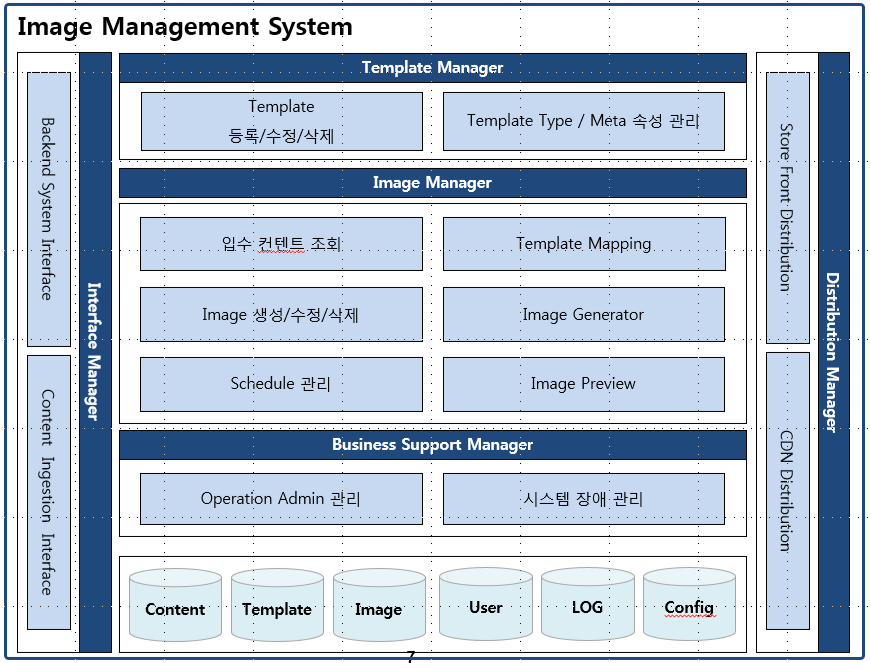 Image Management System
Backend System Interface
Content Ingestion Interface
Interface Manager
Template Manager
Template
등록/수정/삭제
Template Type / Meta 속성 관리
Image Manager
입수 컨텐트 조회
Template Mapping
Image 생성/수정/삭제
Image Generator
Schedule 관리
Image Preview
Business Support Manager
Operation Admin 관리
시스템 장애 관리
Content
Template
Image
User
LOG
Config
Store Front Distribution
CDN Distribution
Distribution Manager
7